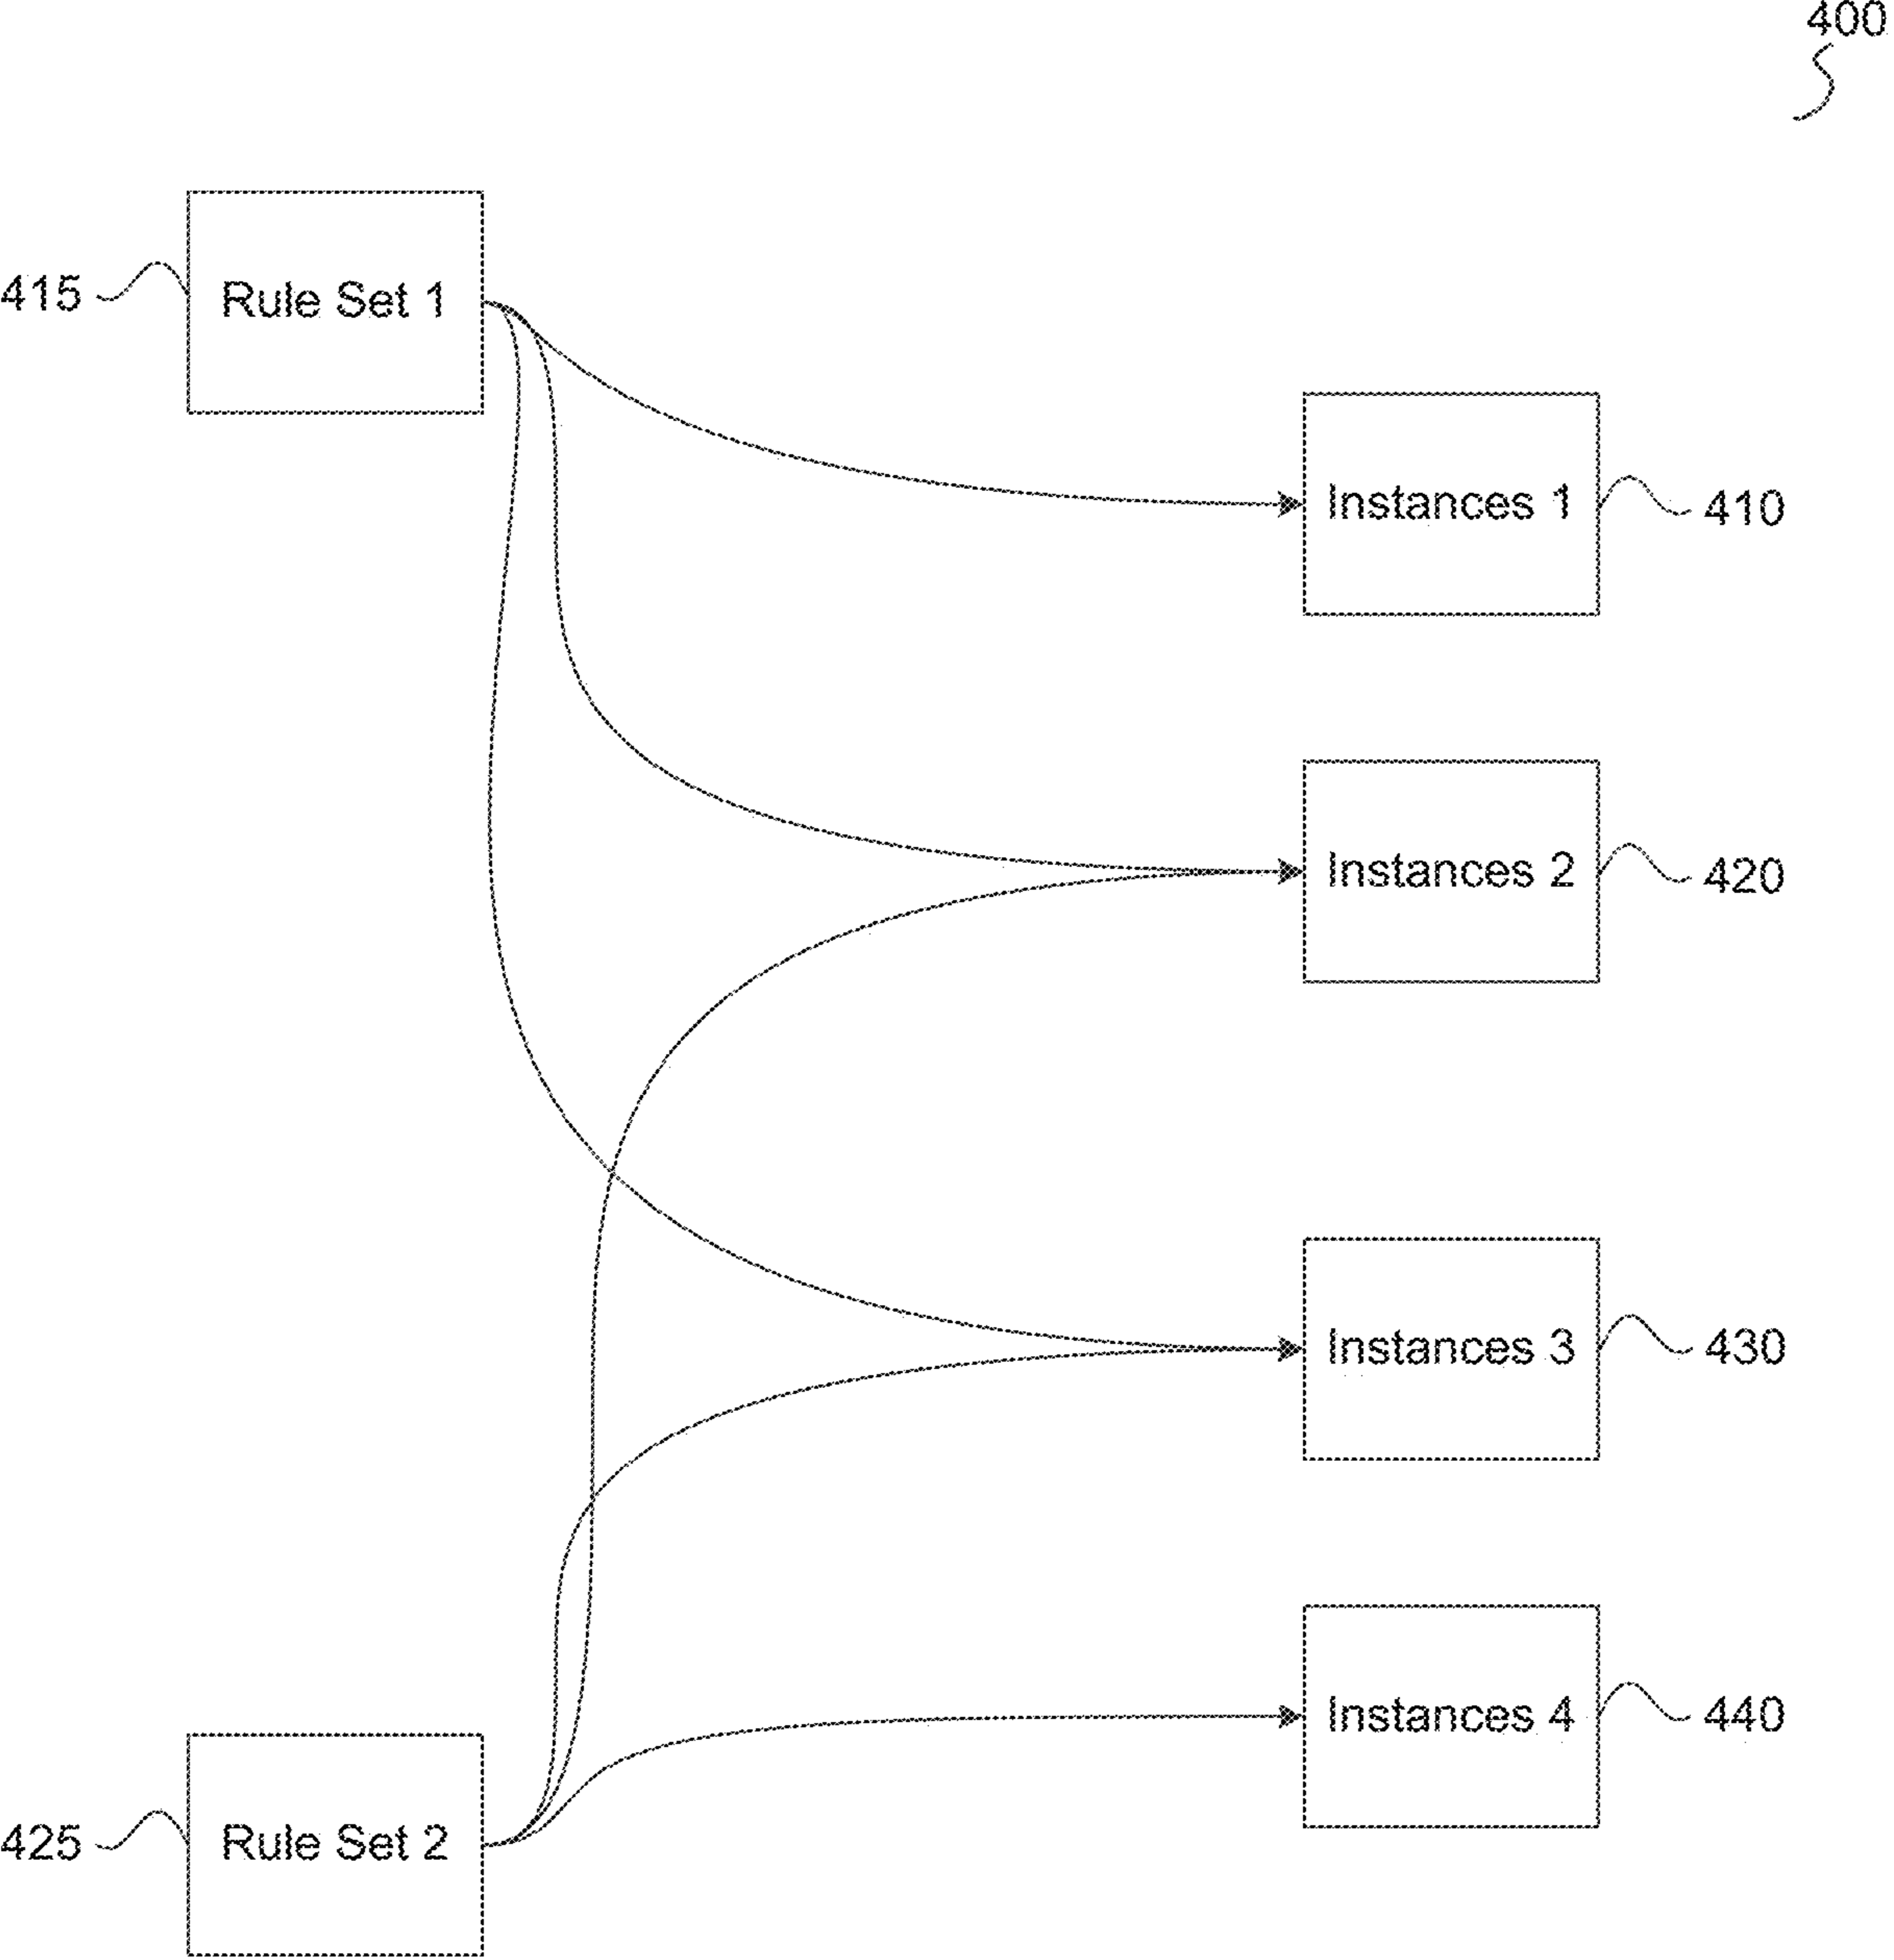 400
415
Rule Set 1
Instances 1
410
Instances 2
420
Instances 3
430
Instances 4
440
425
Rule Set 2